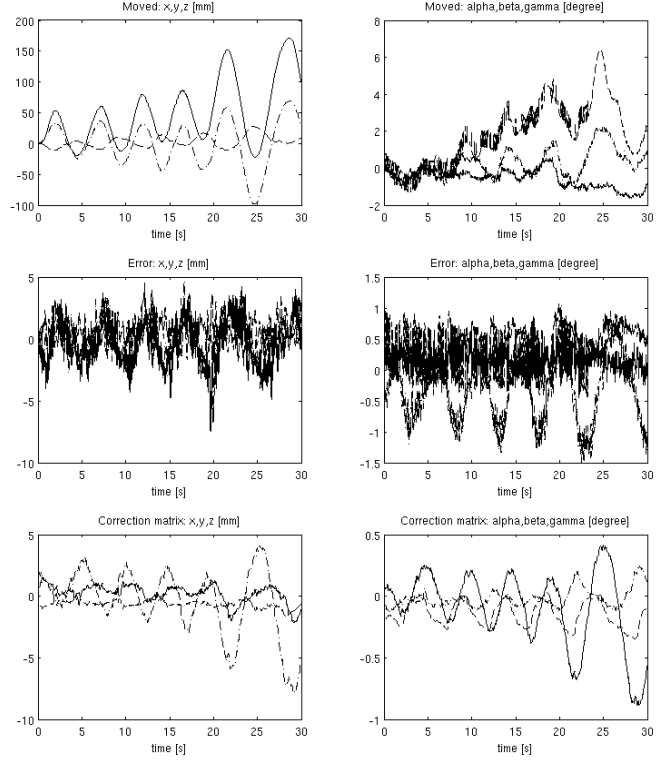 Moved: x,y,z [mm]
Moved: alpha,beta,gamma [degree]
200
150
100
50
0
-50
-100
0 5 10 15 20 25 30
time [s]
8
6
4
2
0
-2
0 5 10 15 20 25 30
time [s]
Error: x,y,z [mm]
Error: alpha,beta,gamma [degree]
5
0
-5
-10
0 5 10 15 20 25 30
time [s]
1.5
1
0.5
0
-0.5
-1
-1.5
0 5 10 15 20 25 30
time [s]
Correction matrix: x,y,z [mm]
Correction matrix: alpha,beta,gamma [degree]
5
0
-5
-10
0 5 10 15 20 25 30
time [s]
0.5
0
-0.5
-1
0 5 10 15 20 25 30
time [s]